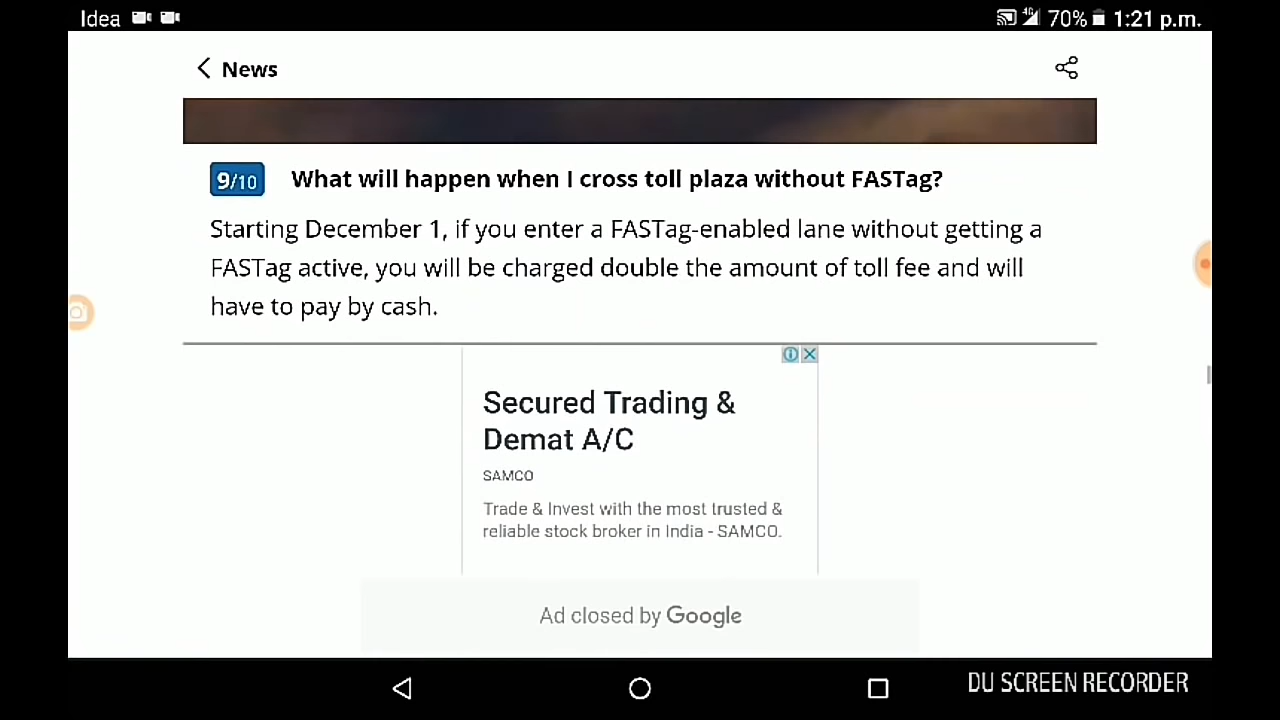 Idea 4G 70% 1:21 p.m.
News
9/10 What will happen when I cross toll plaza without FASTag?
Starting December 1, if you enter a FASTag-enabled lane without getting a
FASTag active, you will be charged double the amount of toll fee and will
have to pay by cash.
Secured Trading &
Demat A/C
SAMCO
Trade & Invest with the most trusted &
reliable stock broker in India - SAMCO.
Ad closed by Google
DU SCREEN RECORDER